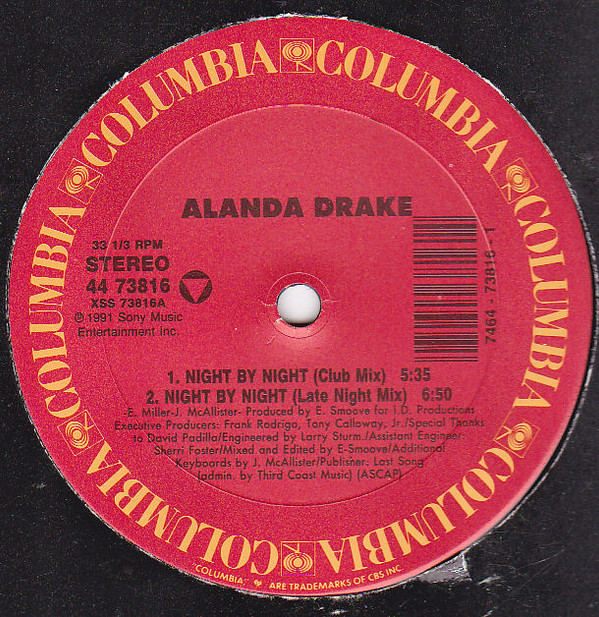 COLUMBIA COLUMBIA COLUMBIA COLUMBIA COLUMBIA COLUMBIA COLUMBIA COLUMBIA
ALANDA DRAKE
33 1/3 RPM
STEREO
44 73816
XSS 73816A
℗ 1991 Sony Music
Entertainment Inc.
7464 - 73816 - 1
1. NIGHT BY NIGHT (Club Mix) 5:35
2. NIGHT BY NIGHT (Late Night Mix) 6:50
-E. Miller-J. McAllister- Produced by E. Smoove for I.D. Productions
Executive Producers: Frank Rodrigo, Tony Calloway, Jr./Special Thanks
to David Padilla/Engineered by Larry Sturm./Assistant Engineer:
Sherri Foster/Mixed and Edited by E-Smoove/Additional
Keyboards by J. McAllister/Publisher: Last Song
(admin. by Third Coast Music) (ASCAP)
"COLUMBIA," ARE TRADEMARKS OF CBS INC.